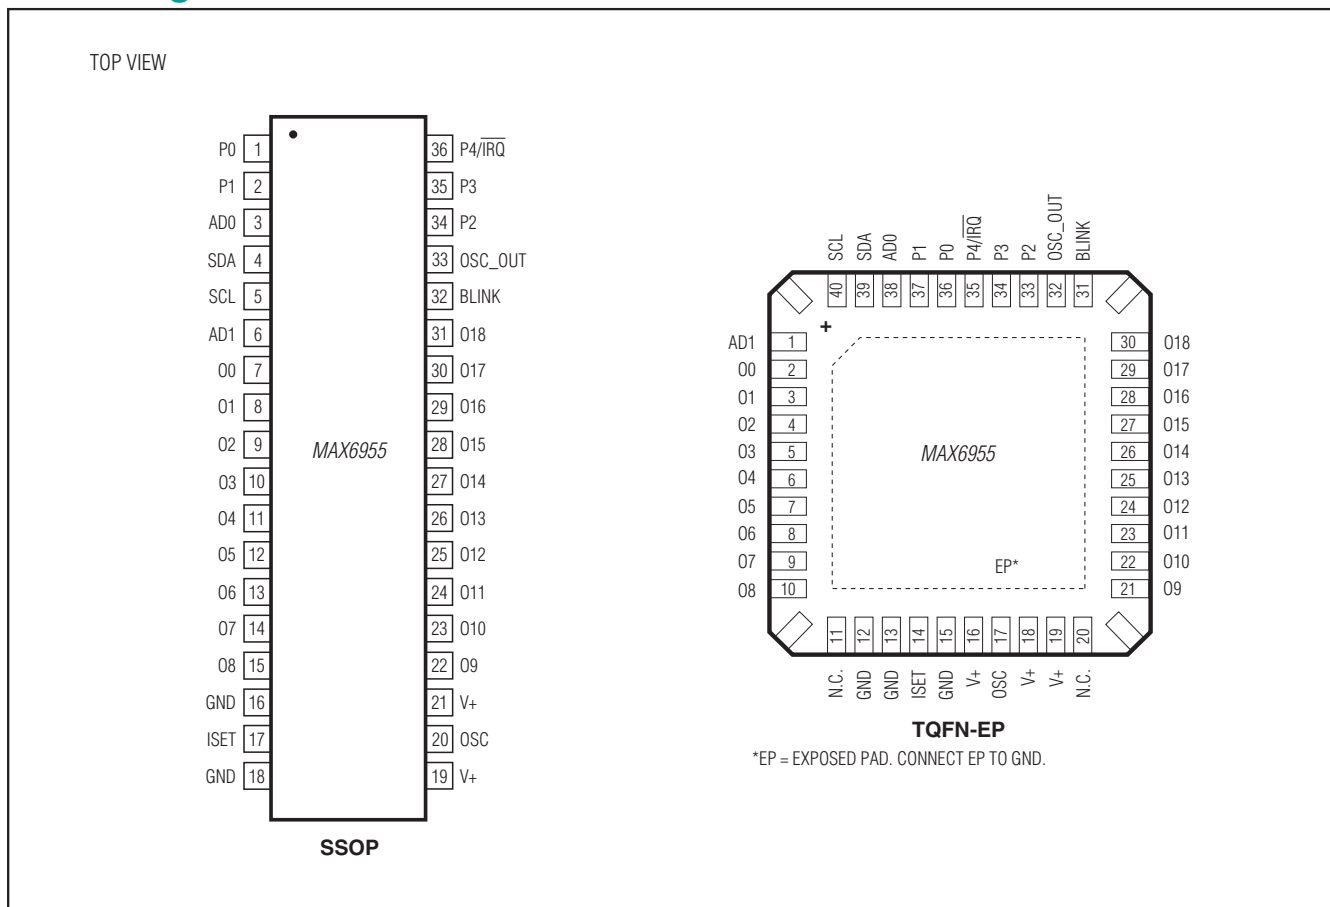 TOP VIEW
P0 1 36 P4/IRQ
P1 2 35 P3
AD0 3 34 P2
SDA 4 33 OSC_OUT
SCL 5 32 BLINK
AD1 6 31 O18
O0 7 30 O17
O1 8 29 O16
O2 9 28 O15
MAX6955
O3 10 27 O14
O4 11 26 O13
O5 12 25 O12
O6 13 24 O11
O7 14 23 O10
O8 15 22 O9
GND 16 21 V+
ISET 17 20 OSC
GND 18 19 V+
SSOP
SCL SDA AD0 P1 P0 P4/IRQ P3 P2 OSC_OUT BLINK
40 39 38 37 36 35 34 33 32 31
+
AD1 1 30 O18
O0 2 29 O17
O1 3 28 O16
O2 4 27 O15
O3 5 26 O14
MAX6955
O4 6 25 O13
O5 7 24 O12
O6 8 23 O11
O7 9 22 O10
EP*
O8 10 21 O9
11 12 13 14 15 16 17 18 19 20
N.C. GND GND ISET GND V+ OSC V+ V+ N.C.
TQFN-EP
*EP = EXPOSED PAD. CONNECT EP TO GND.